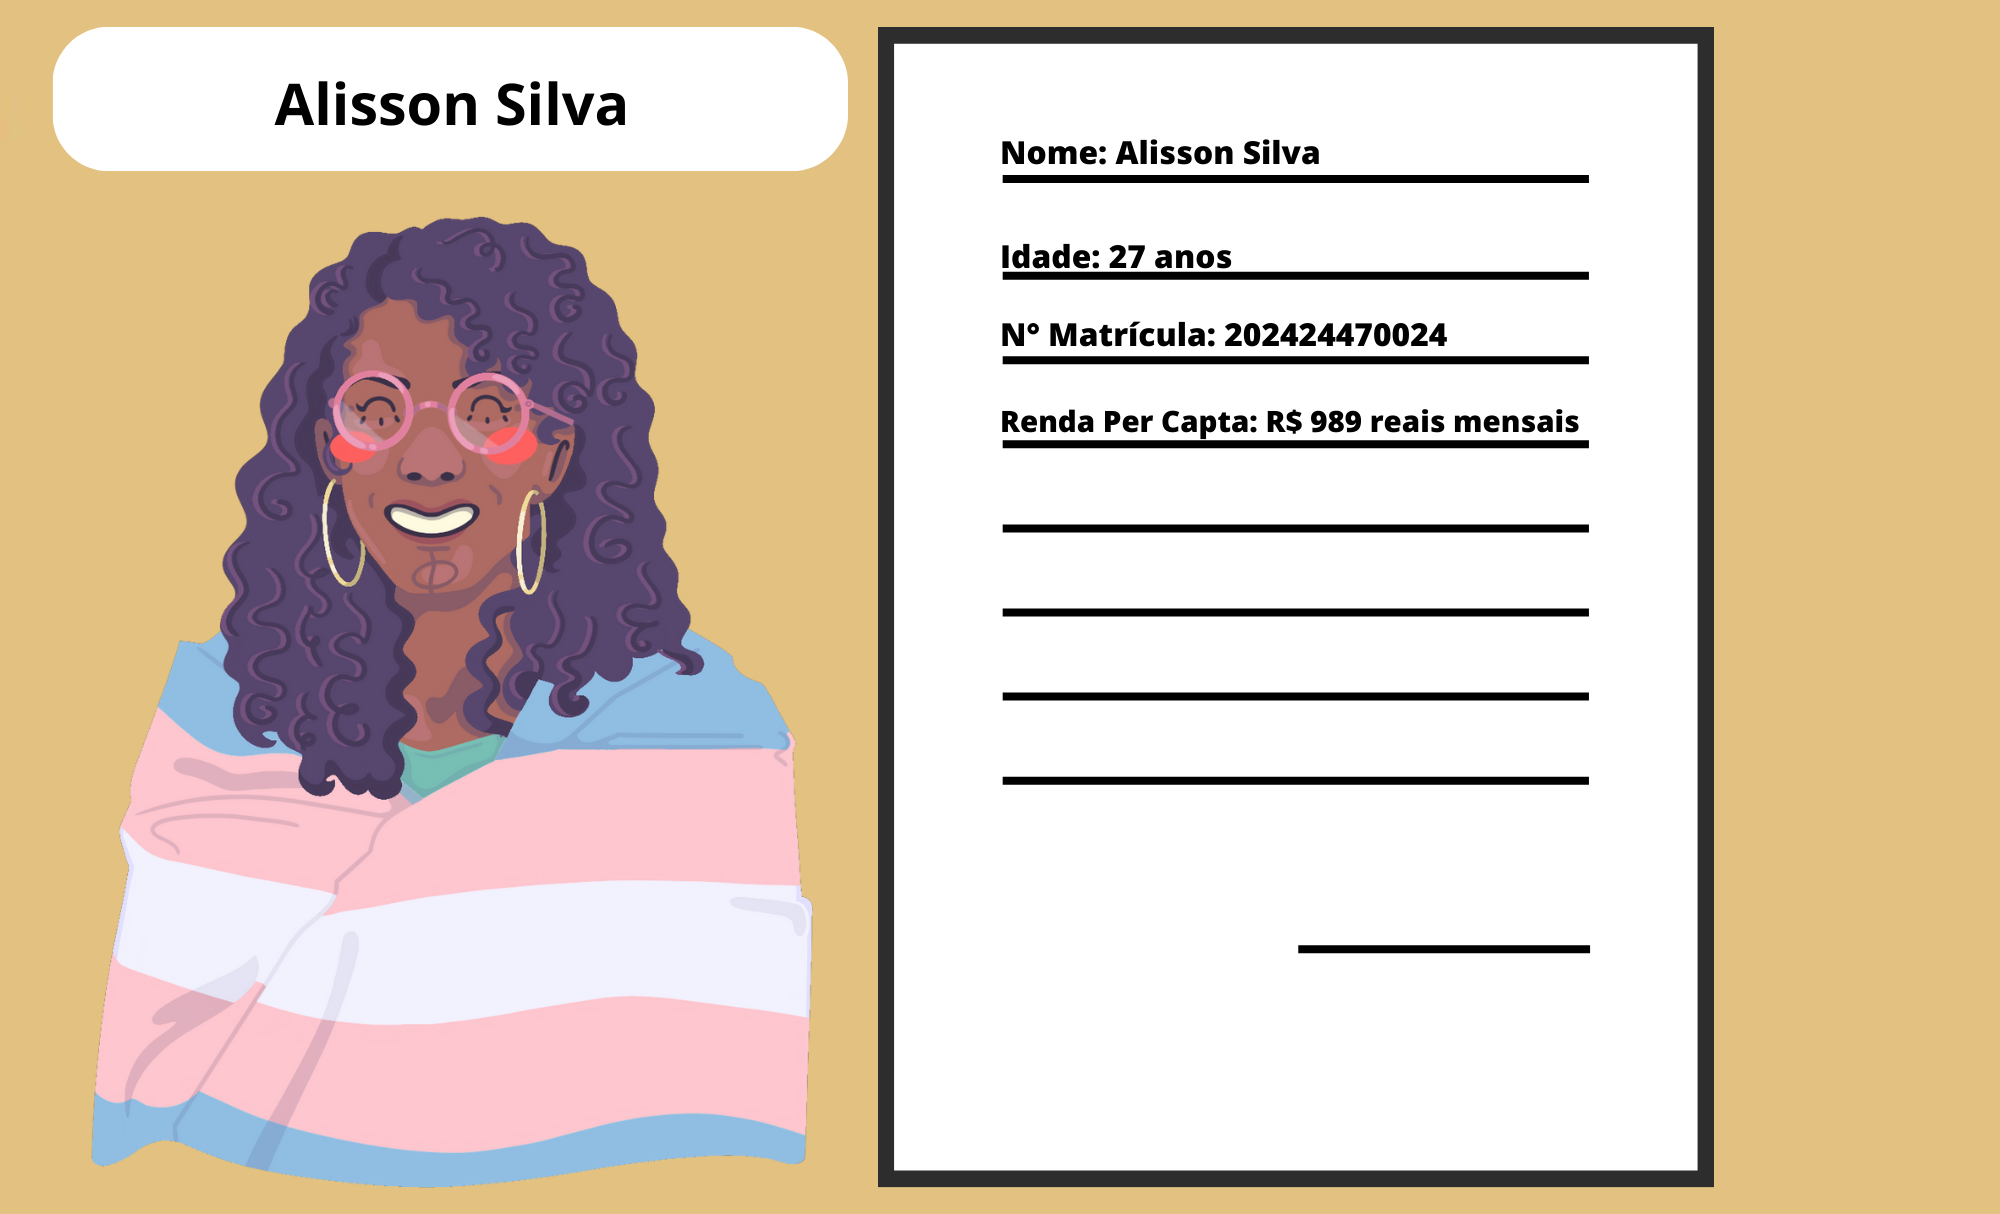 Alisson Silva
Nome: Alisson Silva
Idade: 27 anos
N° Matrícula: 202424470024
Renda Per Capta: R$ 989 reais mensais